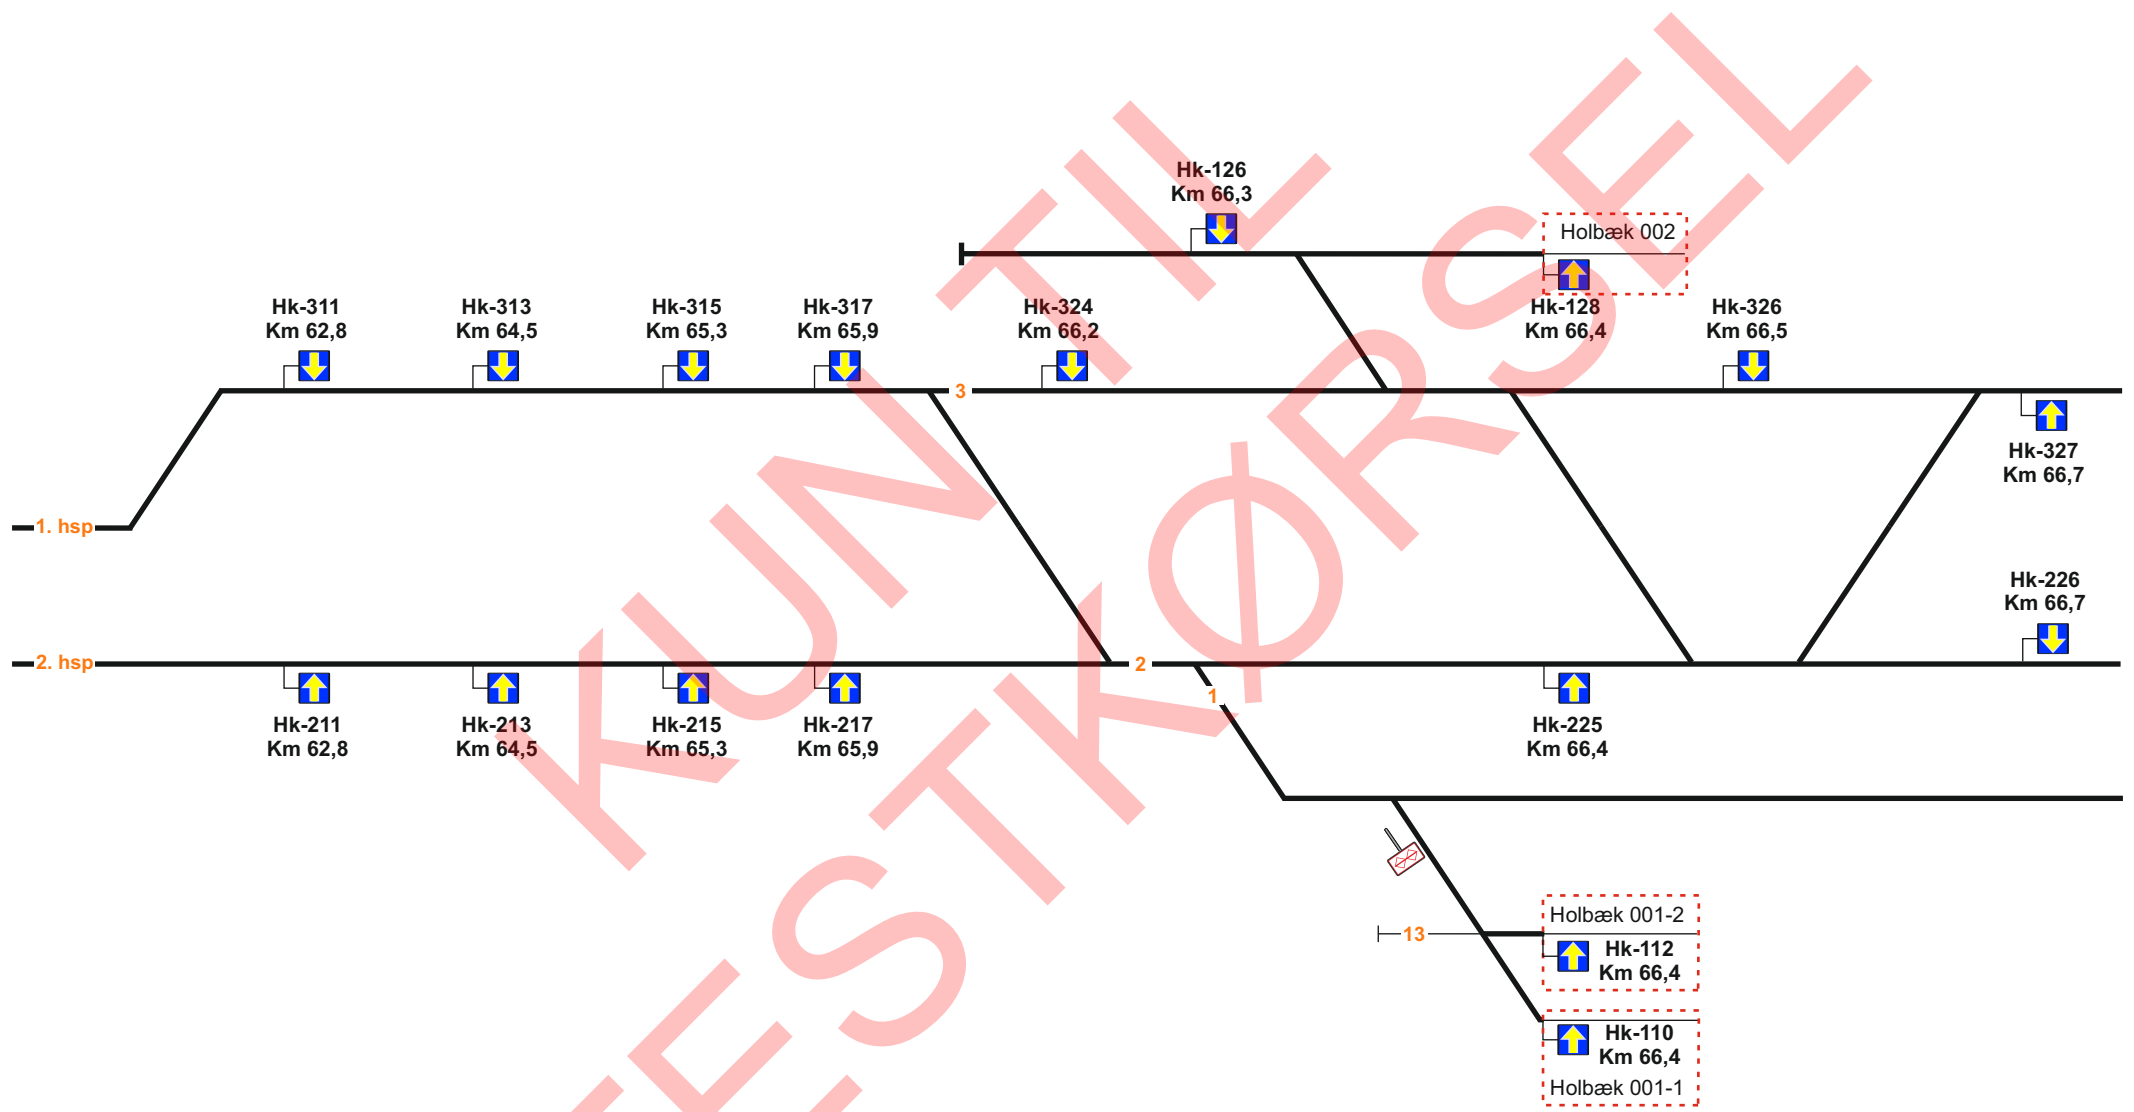 Hk-126
Km 66,3
Holbæk 002
Hk-128
Km 66,4
Hk-311
Km 62,8
Hk-313
Km 64,5
Hk-315
Km 65,3
Hk-317
Km 65,9
Hk-324
Km 66,2
Hk-326
Km 66,5
3
Hk-327
Km 66,7
1. hsp
Hk-226
Km 66,7
2. hsp
2
1
Hk-211
Km 62,8
Hk-213
Km 64,5
Hk-215
Km 65,3
Hk-217
Km 65,9
Hk-225
Km 66,4
Holbæk 001-2
13
Hk-112
Km 66,4
Hk-110
Km 66,4
Holbæk 001-1
KUN TIL
ESTKØRSEL